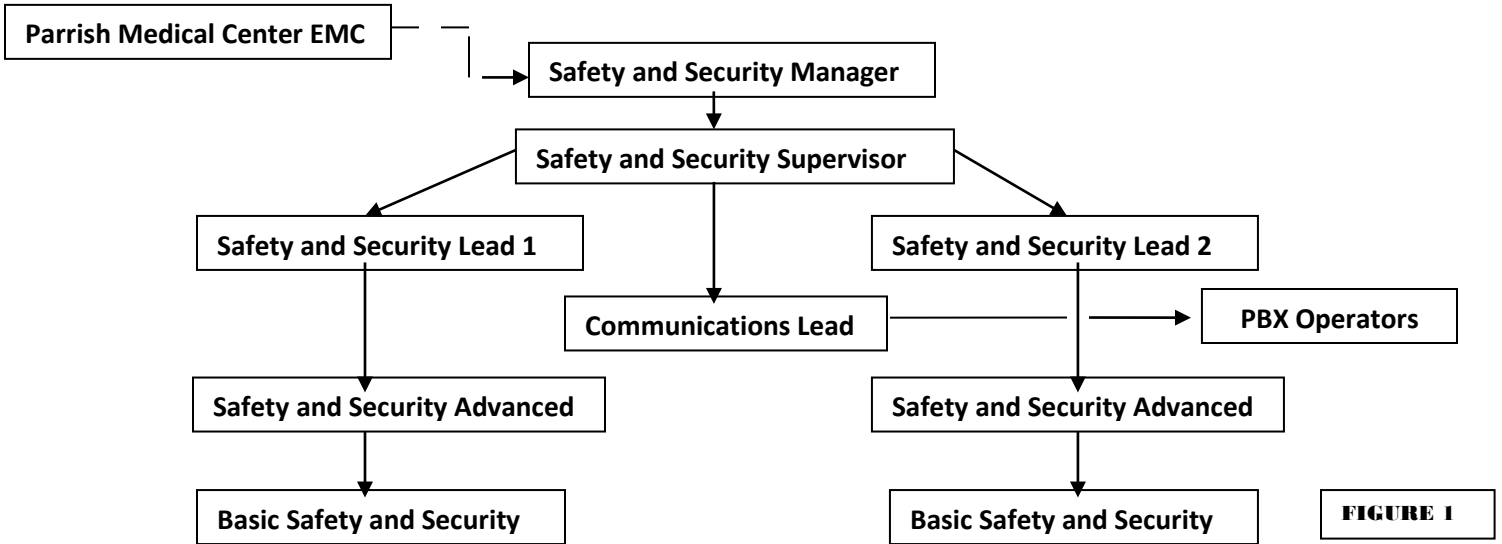 Parrish Medical Center EMC
Safety and Security Manager
Safety and Security Supervisor
Safety and Security Lead 1
Safety and Security Lead 2
Communications Lead
PBX Operators
Safety and Security Advanced
Safety and Security Advanced
Basic Safety and Security
Basic Safety and Security
FIGURE 1